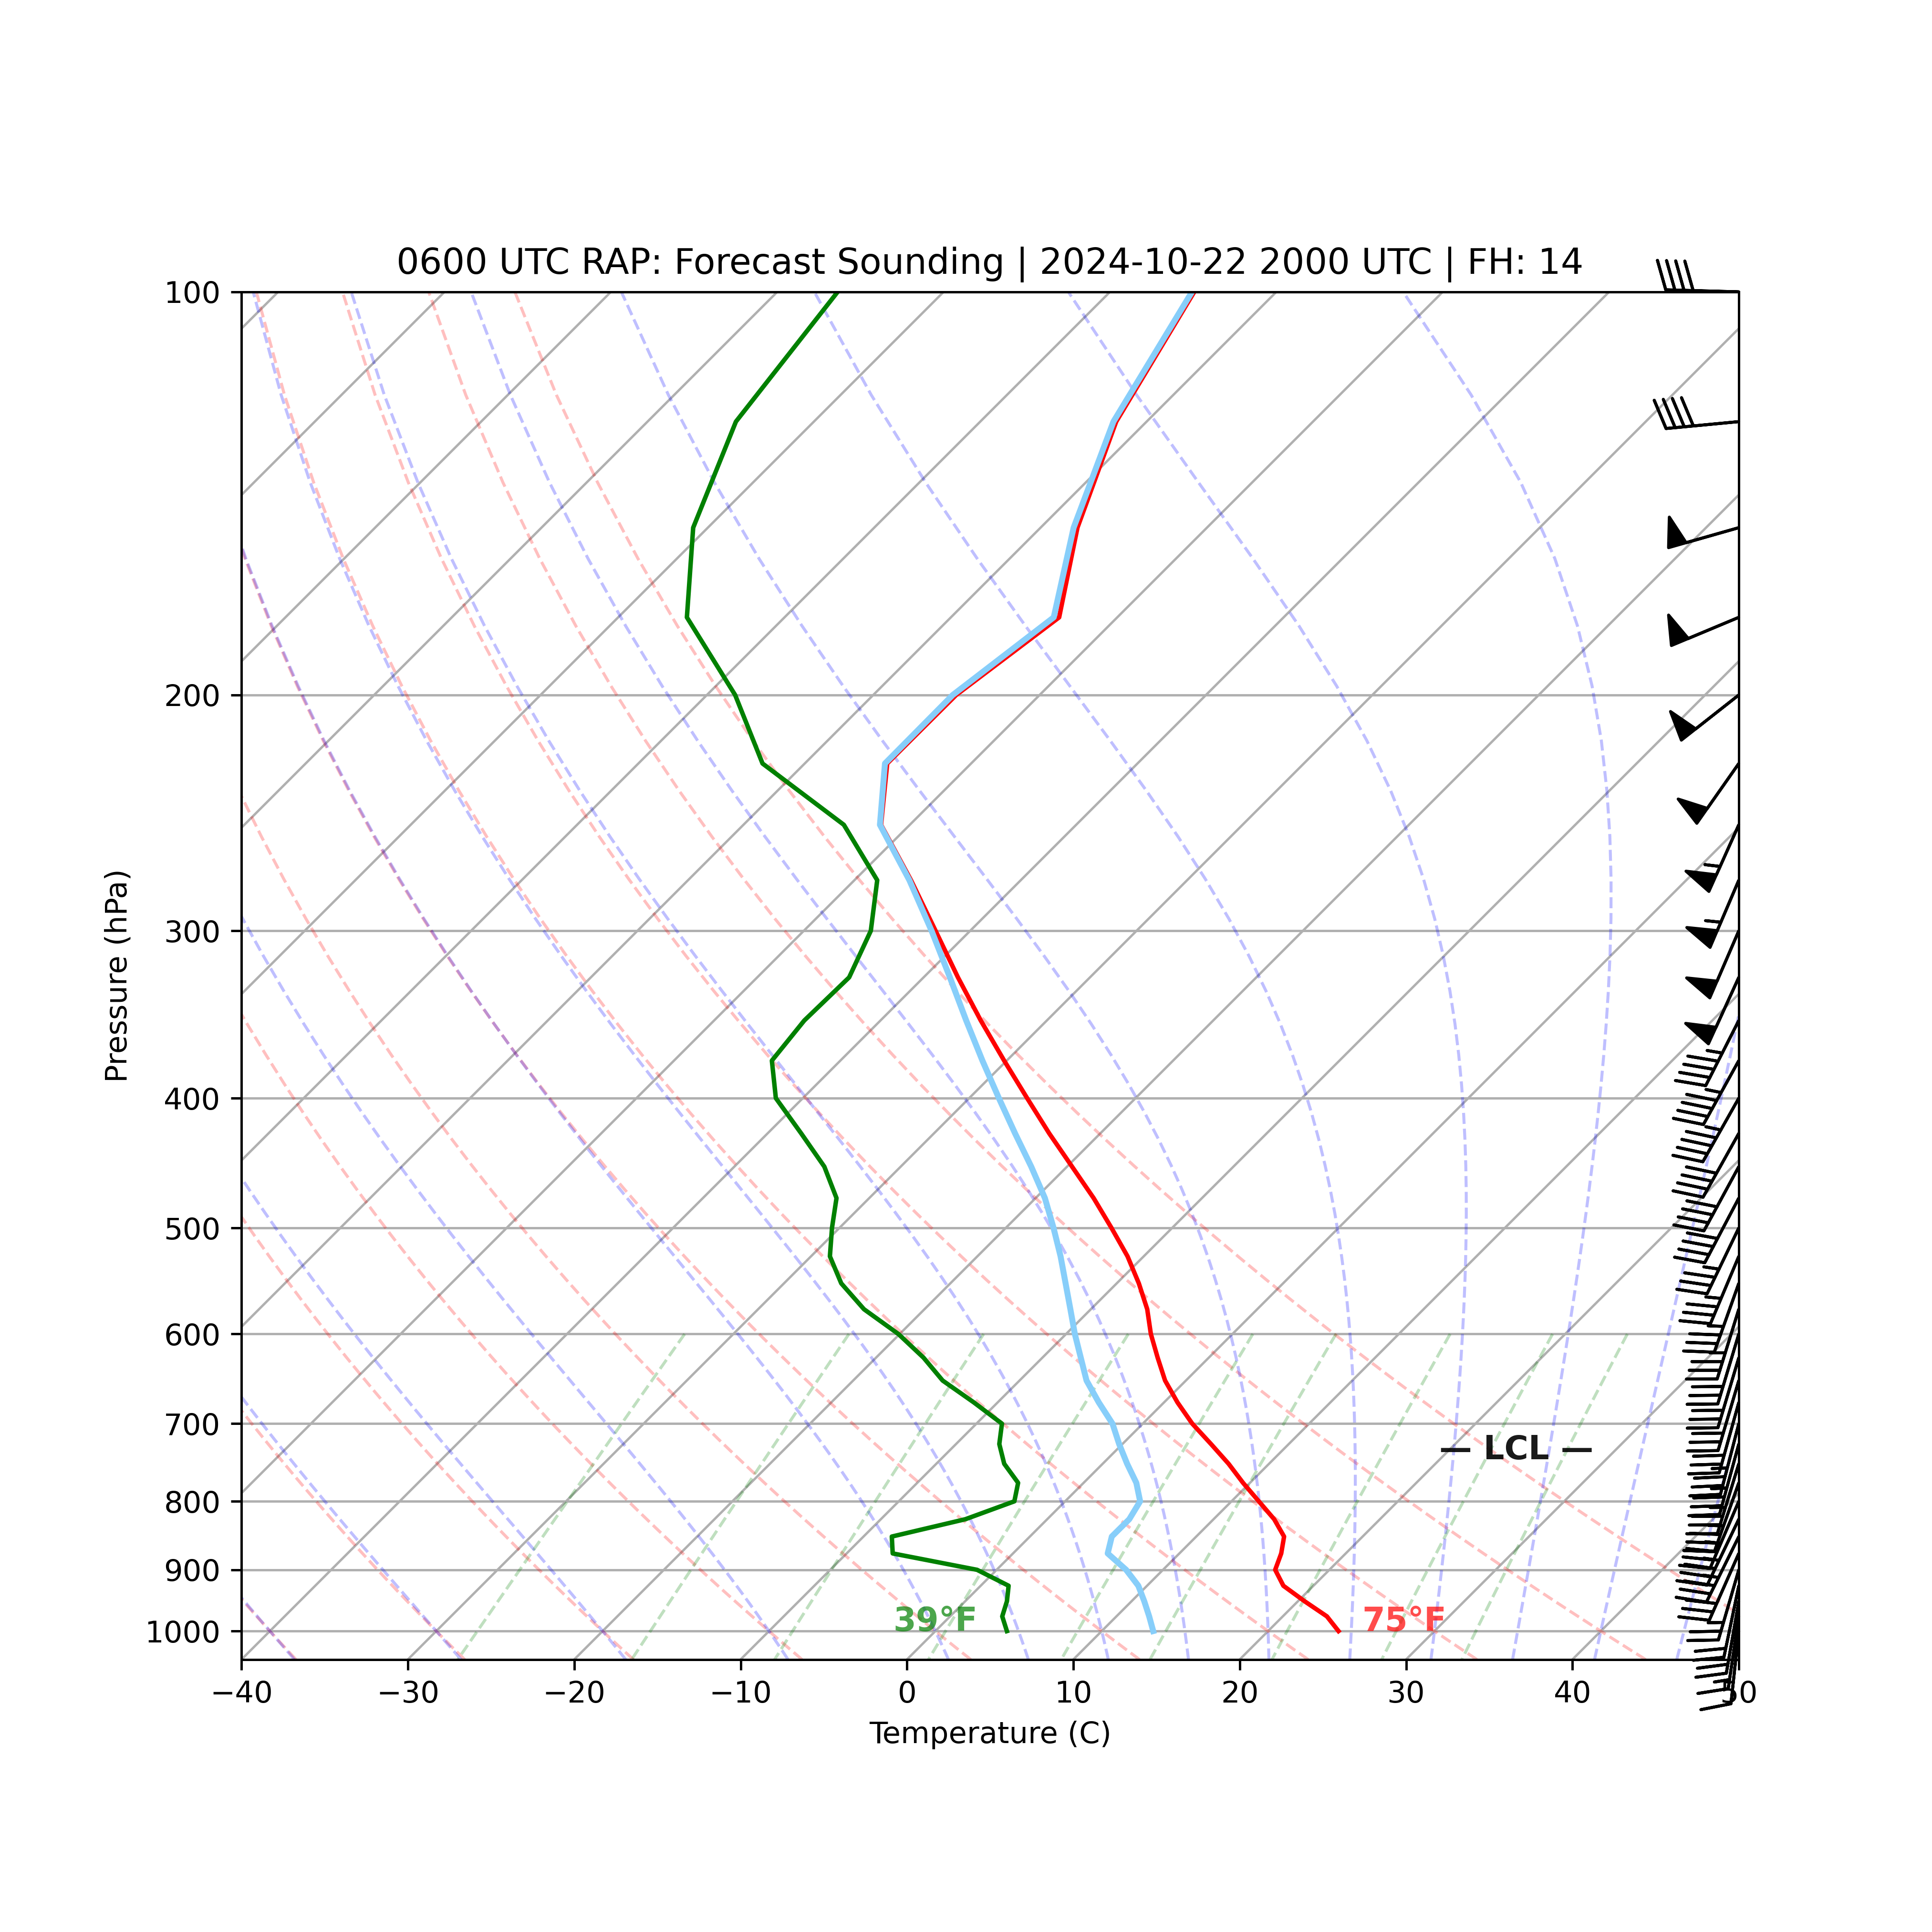 0600 UTC RAP: Forecast Sounding | 2024-10-22 2000 UTC | FH: 14
100
200
300
400
500
600
700
800
900
1000
Pressure (hPa)
— LCL —
39°F
75°F
−40 −30 −20 −10 0 10 20 30 40 50
Temperature (C)